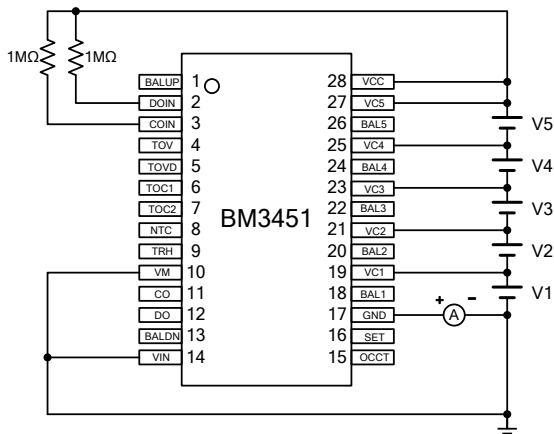 1MΩ 1MΩ
BALUP 1 28 VCC
DOIN 2 27 VC5
COIN 3 26 BAL5 V5
TOV 4 25 VC4
TOVD 5 24 BAL4 V4
TOC1 6 23 VC3
TOC2 7 22 BAL3 V3
NTC 8 BM3451 21 VC2
TRH 9 20 BAL2 V2
VM 10 19 VC1
CO 11 18 BAL1 V1
DO 12 17 GND + A -
BALDN 13 16 SET
VIN 14 15 OCCT